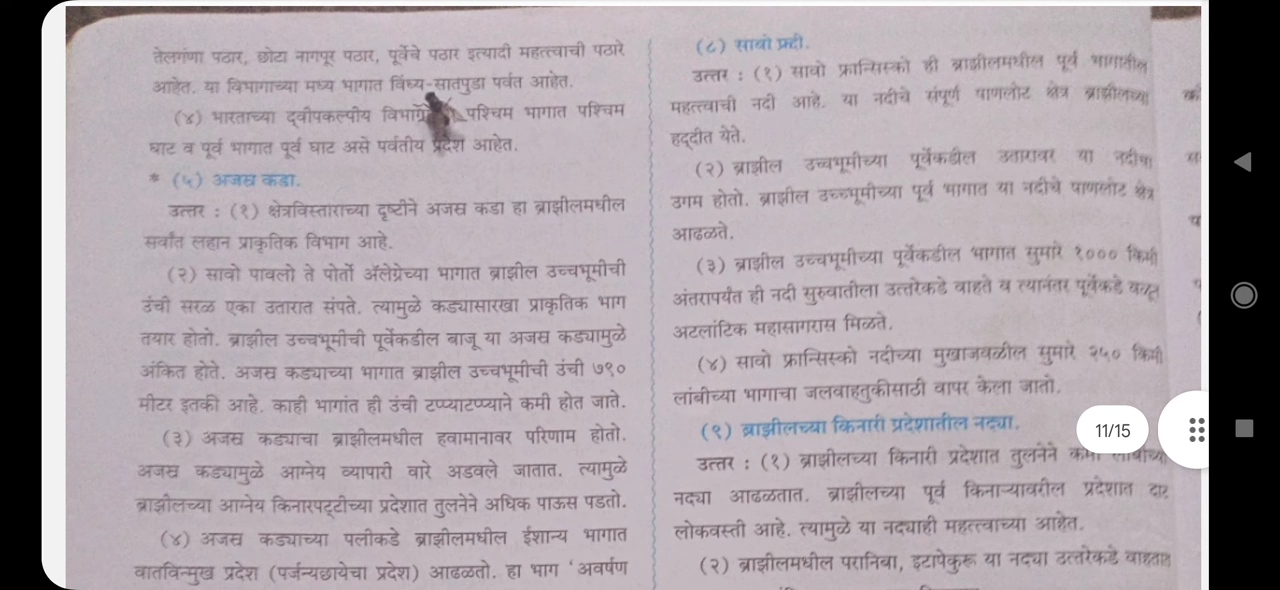 तेलगंणा पठार, छोटा नागपूर पठार, पूर्वेचे पठार इत्यादी महत्त्वाची पठारे
आहेत. या विभागाच्या मध्य भागात विंध्य-सातपुडा पर्वत आहेत.
(४) भारताच्या द्वीपकल्पीय पश्चिम भागात पश्चिम
घाट व पूर्व भागात पूर्व घाट असे पर्वतीय प्रदेश आहेत.
* (५) अजस्र कडा.
उत्तर : (१) क्षेत्रविस्ताराच्या दृष्टीने अजस्र कडा हा ब्राझीलमधील
सर्वांत लहान प्राकृतिक विभाग आहे.
(२) सावो पावलो ते पोर्तो अ‍ॅलेग्रेच्या भागात ब्राझील उच्चभूमीची
उंची सरळ एका उतारात संपते. त्यामुळे कड्यासारखा प्राकृतिक भाग
तयार होतो. ब्राझील उच्चभूमीची पूर्वेकडील बाजू या अजस्र कड्यामुळे
अंकित होते. अजस्र कड्याच्या भागात ब्राझील उच्चभूमीची उंची ७९०
मीटर इतकी आहे. काही भागांत ही उंची टप्प्याटप्प्याने कमी होत जाते.
(३) अजस्र कड्याचा ब्राझीलमधील हवामानावर परिणाम होतो.
अजस्र कड्यामुळे आग्नेय व्यापारी वारे अडवले जातात. त्यामुळे
ब्राझीलच्या आग्नेय किनारपट्टीच्या प्रदेशात तुलनेने अधिक पाऊस पडतो.
(४) अजस्र कड्याच्या पलीकडे ब्राझीलमधील ईशान्य भागात
वातविन्मुख प्रदेश (पर्जन्यछायेचा प्रदेश) आढळतो. हा भाग 'अवर्षण
(८) सावो फ्रदी.
उत्तर : (१) सावो फ्रान्सिस्को ही ब्राझीलमधील पूर्व भागातील
महत्त्वाची नदी आहे. या नदीचे संपूर्ण पाणलोट क्षेत्र ब्राझीलच्या
हद्दीत येते.
(२) ब्राझील उच्चभूमीच्या पूर्वेकडील उतारावर या नदीचा
उगम होतो. ब्राझील उच्चभूमीच्या पूर्व भागात या नदीचे पाणलोट क्षेत्र
आढळते.
(३) ब्राझील उच्चभूमीच्या पूर्वेकडील भागात सुमारे १००० किमी
अंतरापर्यंत ही नदी सुरुवातीला उत्तरेकडे वाहते व त्यानंतर पूर्वेकडे वळून
अटलांटिक महासागरास मिळते.
(४) सावो फ्रान्सिस्को नदीच्या मुखाजवळील सुमारे २५० किमी
लांबीच्या भागाचा जलवाहतुकीसाठी वापर केला जातो.
(९) ब्राझीलच्या किनारी प्रदेशातील नद्या.
उत्तर : (१) ब्राझीलच्या किनारी प्रदेशात तुलनेने कमी लांबीच्या
नद्या आढळतात. ब्राझीलच्या पूर्व किनाऱ्यावरील प्रदेशात दाट
लोकवस्ती आहे. त्यामुळे या नद्याही महत्त्वाच्या आहेत.
(२) ब्राझीलमधील परानिबा, इटापेकुरू या नद्या उत्तरेकडे वाहतात
11/15